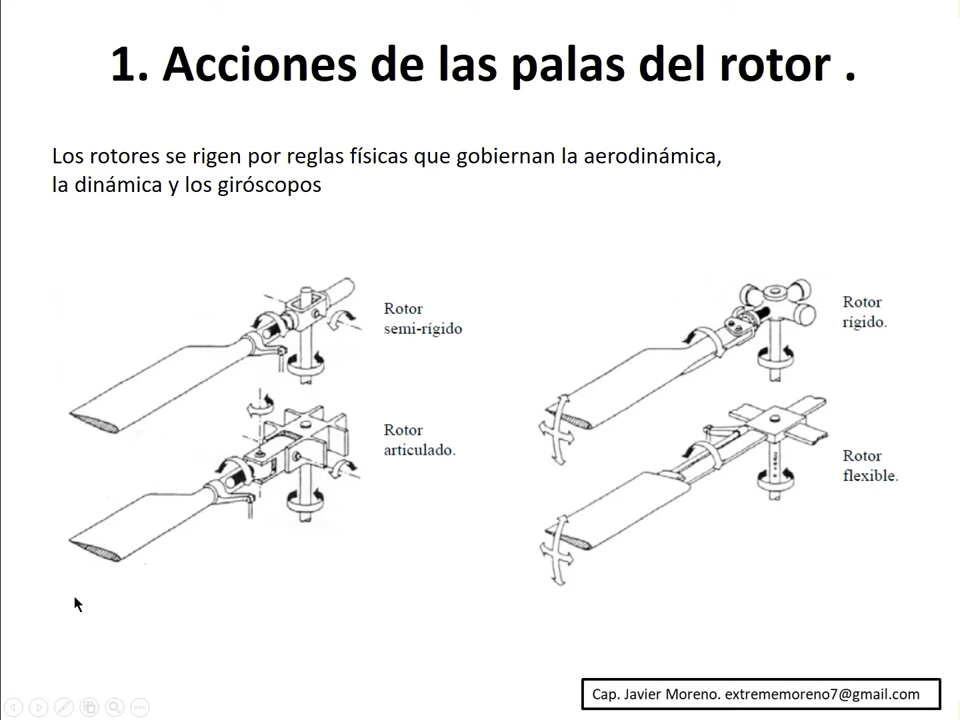 1. Acciones de las palas del rotor .
Los rotores se rigen por reglas físicas que gobiernan la aerodinámica,
la dinámica y los giróscopos
Rotor
semi-rígido
Rotor
rígido.
Rotor
articulado.
Rotor
flexible.
Cap. Javier Moreno. extrememoreno7@gmail.com